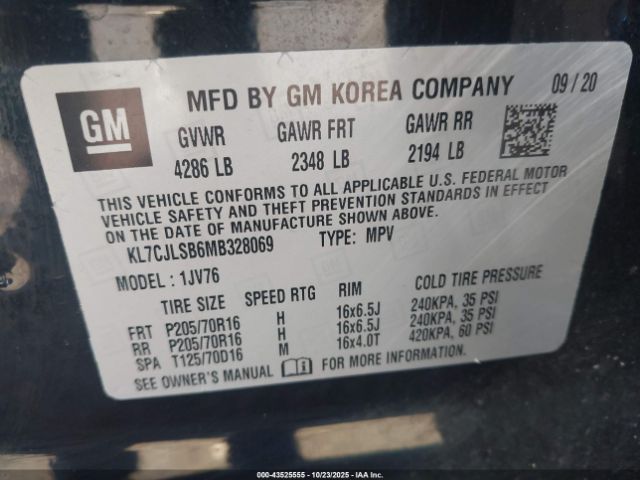 GM
MFD BY GM KOREA COMPANY 09/20
GVWR GAWR FRT GAWR RR
4286 LB 2348 LB 2194 LB
THIS VEHICLE CONFORMS TO ALL APPLICABLE U.S. FEDERAL MOTOR
VEHICLE SAFETY AND THEFT PREVENTION STANDARDS IN EFFECT
ON THE DATE OF MANUFACTURE SHOWN ABOVE.
KL7CJLSB6MB328069 TYPE: MPV
MODEL : 1JV76
TIRE SIZE SPEED RTG RIM COLD TIRE PRESSURE
FRT P205/70R16 H 16x6.5J 240KPA, 35 PSI
RR P205/70R16 H 16x6.5J 240KPA, 35 PSI
SPA T125/70D16 M 16x4.0T 420KPA, 60 PSI
SEE OWNER'S MANUAL FOR MORE INFORMATION.
000-43525555 - 10/23/2025 - IAA Inc.